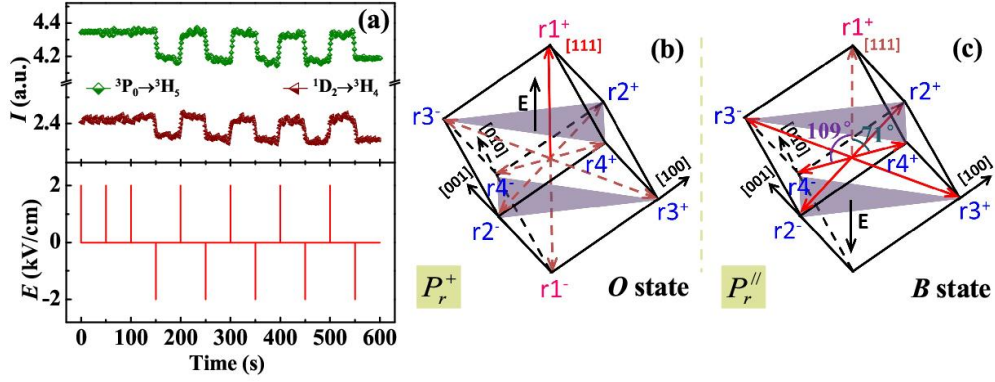 (a)
4.4
4.2
³P₀→³H₅
¹D₂→³H₄
2.4
I (a.u.)
2
0
-2
E (kV/cm)
0 100 200 300 400 500 600
Time (s)
(b)
r1⁺
[111]
E
r2⁺
r3⁻
[010]
[001]
r4⁺
[100]
r4⁻
r2⁻
r3⁺
r1⁻
Pᵣ⁺
O state
(c)
r1⁺
[111]
r2⁺
r3⁻
109°
71°
[010]
[001]
r4⁺
[100]
r4⁻
r2⁻
r3⁺
E
Pᵣ^//
B state